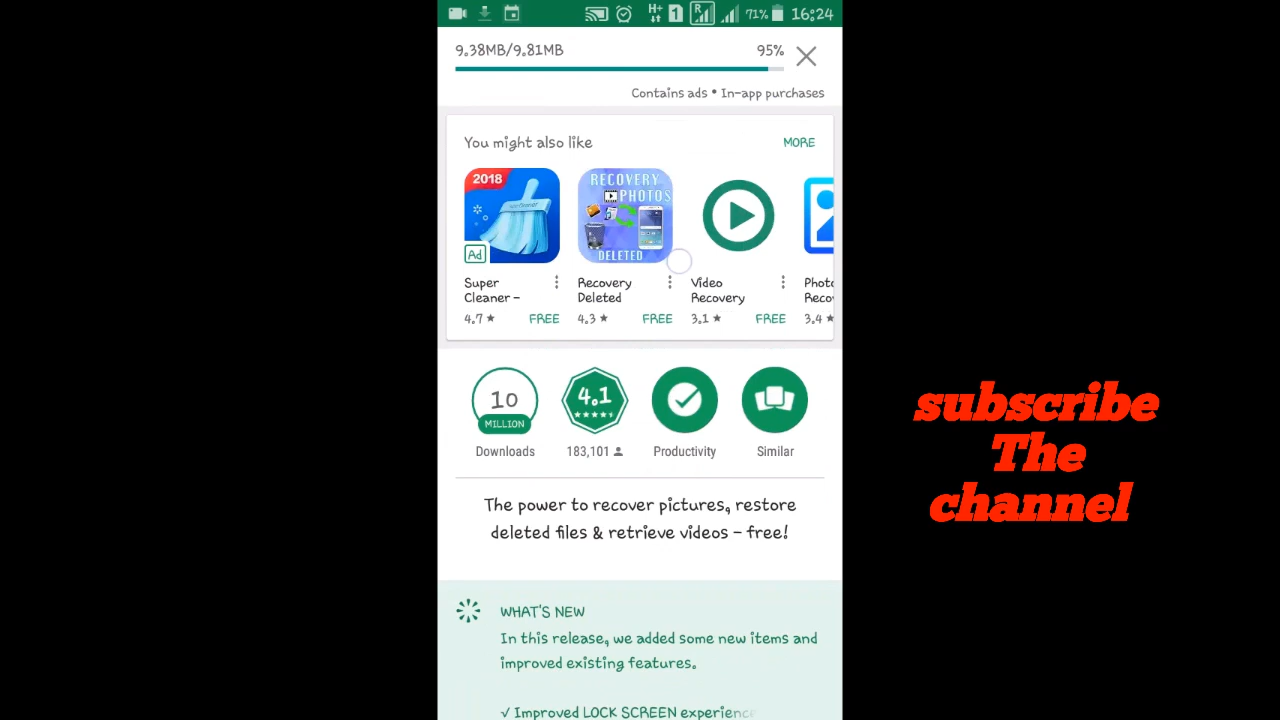 H+ 1 R 71% 16:24
9.38MB/9.81MB 95%
Contains ads • In-app purchases
You might also like MORE
2018
RECOVERY
PHOTOS
DELETED
Ad
Super
Cleaner –
4.7 ★ FREE
Recovery
Deleted
4.3 ★ FREE
Video
Recovery
3.1 ★ FREE
Photo
Reco
3.4 ★
10
MILLION
Downloads
4.1
183,101
Productivity
Similar
The power to recover pictures, restore
deleted files & retrieve videos – free!
WHAT'S NEW
In this release, we added some new items and
improved existing features.
√ Improved LOCK SCREEN experience
subscribe
The
channel